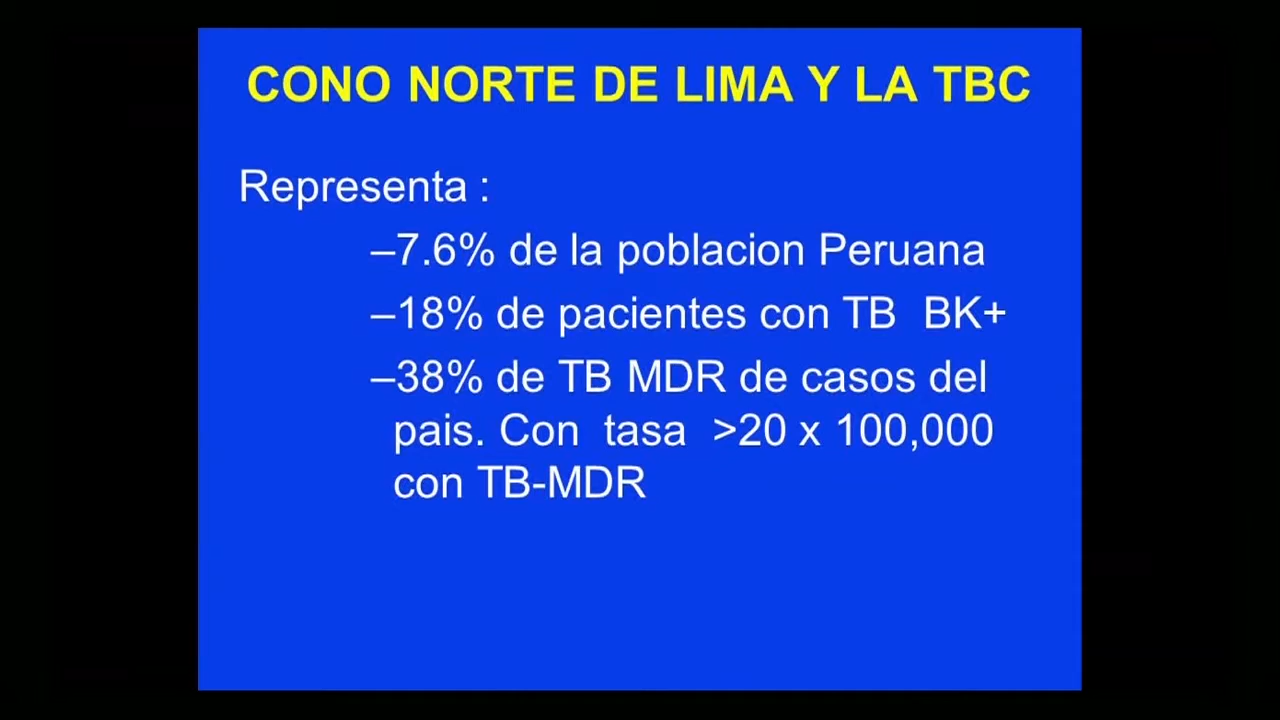 CONO NORTE DE LIMA Y LA TBC
Representa :
–7.6% de la poblacion Peruana
–18% de pacientes con TB  BK+
–38% de TB MDR de casos del
pais. Con  tasa  >20 x 100,000
con TB-MDR